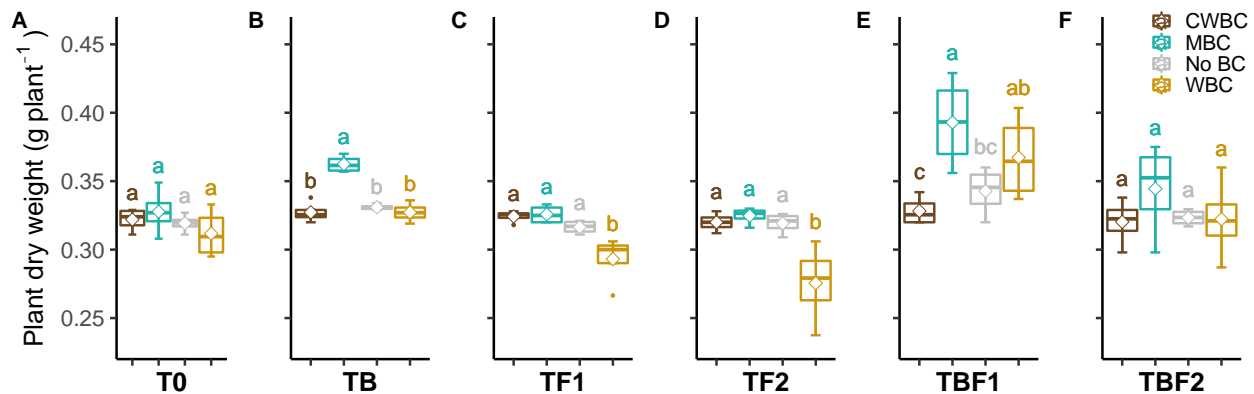 A B C D E F
CWBC
MBC
No BC
WBC
Plant dry weight (g plant⁻¹)
0.45
0.40
0.35
0.30
0.25
a a a a
b a b b
a a a b
a a a b
c a bc ab
a a a a
T0 TB TF1 TF2 TBF1 TBF2